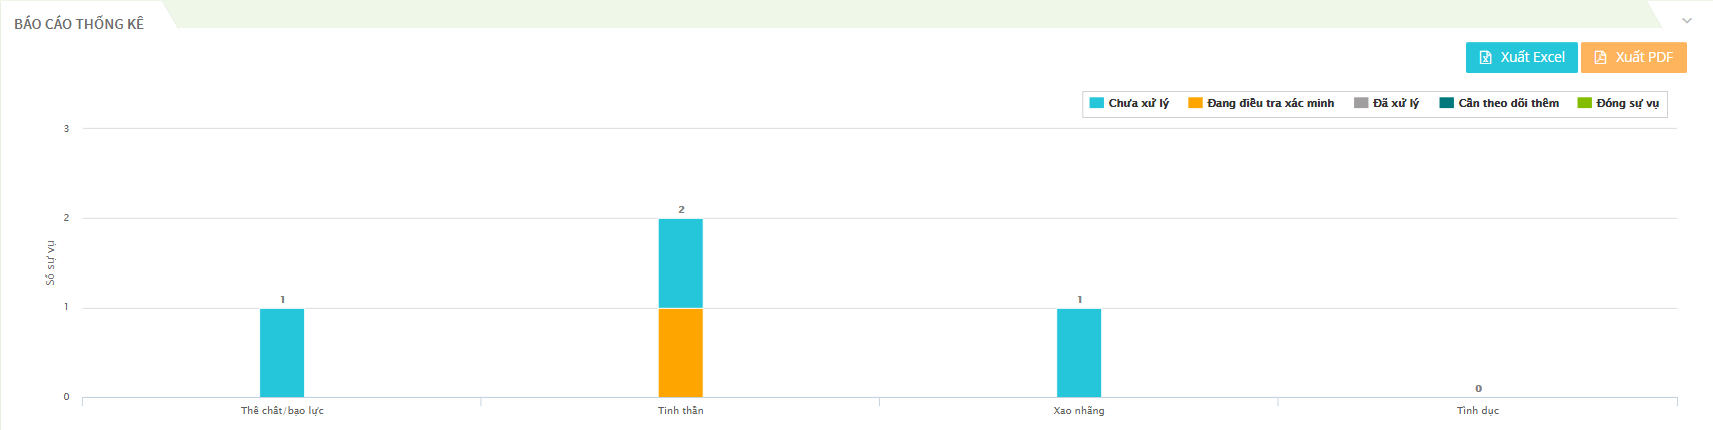 BÁO CÁO THỐNG KÊ
Xuất Excel Xuất PDF
Chưa xử lý Đang điều tra xác minh Đã xử lý Cần theo dõi thêm Đóng sự vụ
3
2
1
0
Số sự vụ
1
2
1
0
Thể chất/bạo lực Tinh thần Xao nhãng Tình dục